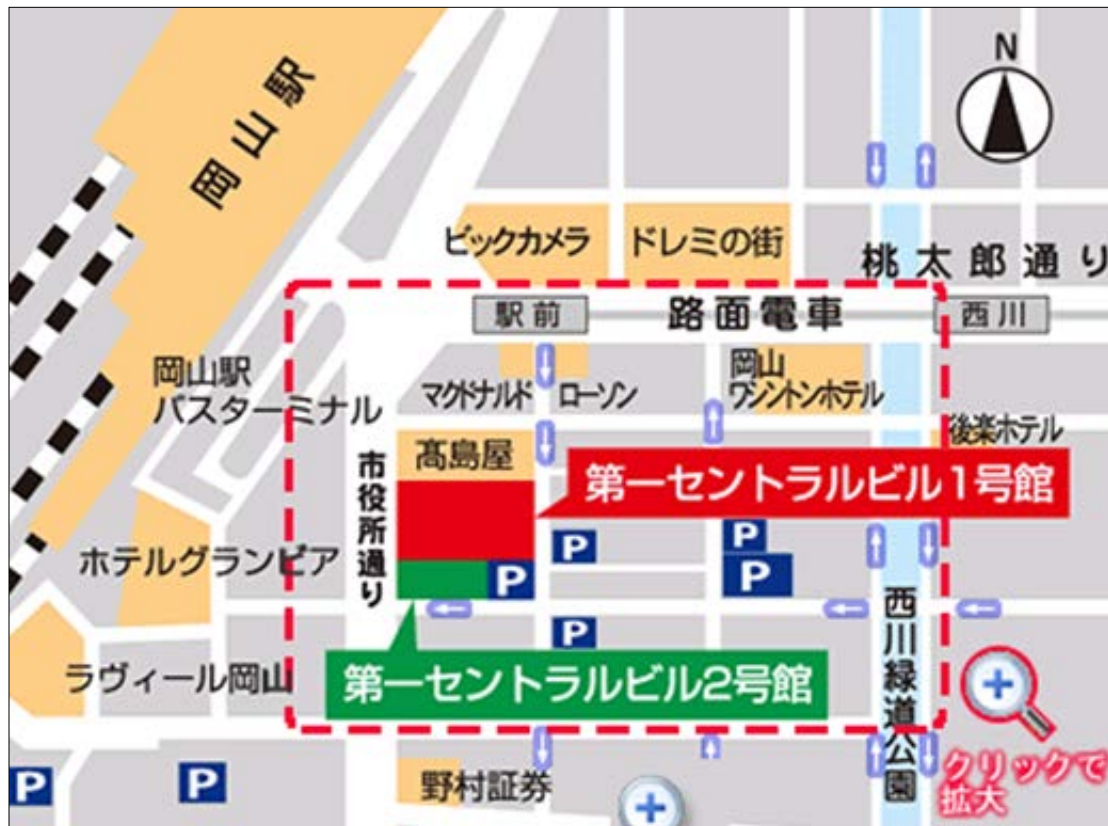 N
岡山駅
ビックカメラ
ドレミの街
桃太郎通り
駅前
路面電車
西川
岡山駅
バスターミナル
マクドナルド
ローソン
岡山
ワシントンホテル
後楽ホテル
髙島屋
市役所通り
第一セントラルビル1号館
P
P
P
P
ホテルグランビア
P
西川緑道公園
ラヴィール岡山
第一セントラルビル2号館
P
P
野村証券
クリックで
拡大